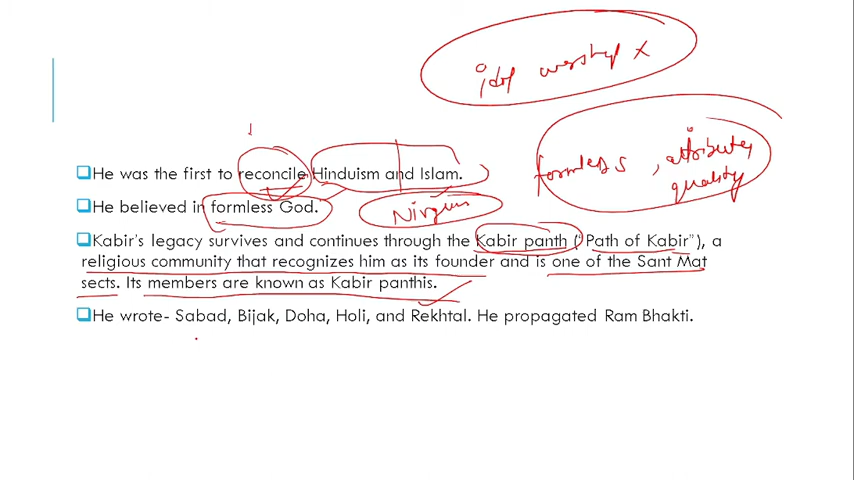 idol worship x
formless, attributes,
quality
He was the first to reconcile Hinduism and Islam.
He believed in formless God.
Nirgun
Kabir's legacy survives and continues through the Kabir panth ("Path of Kabir"), a
religious community that recognizes him as its founder and is one of the Sant Mat
sects. Its members are known as Kabir panthis.
He wrote- Sabad, Bijak, Doha, Holi, and Rekhtal. He propagated Ram Bhakti.